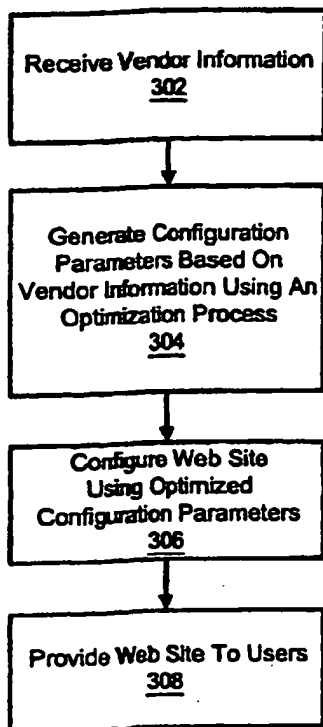 Receive Vendor Information
302
Generate Configuration
Parameters Based On
Vendor Information Using An
Optimization Process
304
Configure Web Site
Using Optimized
Configuration Parameters
306
Provide Web Site To Users
308